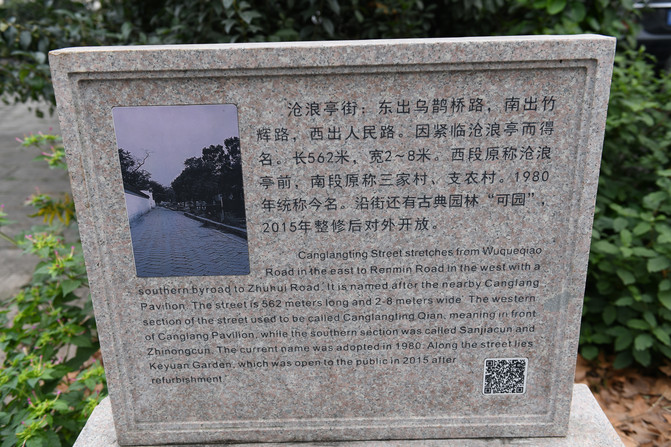 沧浪亭街：东出乌鹊桥路，南出竹
辉路，西出人民路。因紧临沧浪亭而得
名。长562米，宽2～8米。西段原称沧浪
亭前，南段原称三家村、支农村。1980
年统称今名。沿街还有古典园林“可园”，
2015年整修后对外开放。
Canglangting Street stretches from Wuqueqiao
Road in the east to Renmin Road in the west with a
southern byroad to Zhuhui Road. It is named after the nearby Canglang
Pavilion. The street is 562 meters long and 2-8 meters wide. The western
section of the street used to be called Canglangting Qian, meaning in front
of Canglang Pavilion, while the southern section was called Sanjiacun and
Zhinongcun. The current name was adopted in 1980. Along the street lies
Keyuan Garden, which was open to the public in 2015 after
refurbishment.